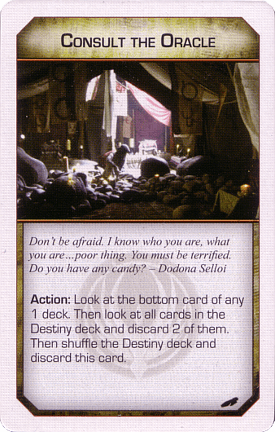 CONSULT THE ORACLE
Don't be afraid. I know who you are, what
you are...poor thing. You must be terrified.
Do you have any candy? – Dodona Selloi
Action: Look at the bottom card of any
1 deck. Then look at all cards in the
Destiny deck and discard 2 of them.
Then shuffle the Destiny deck and
discard this card.